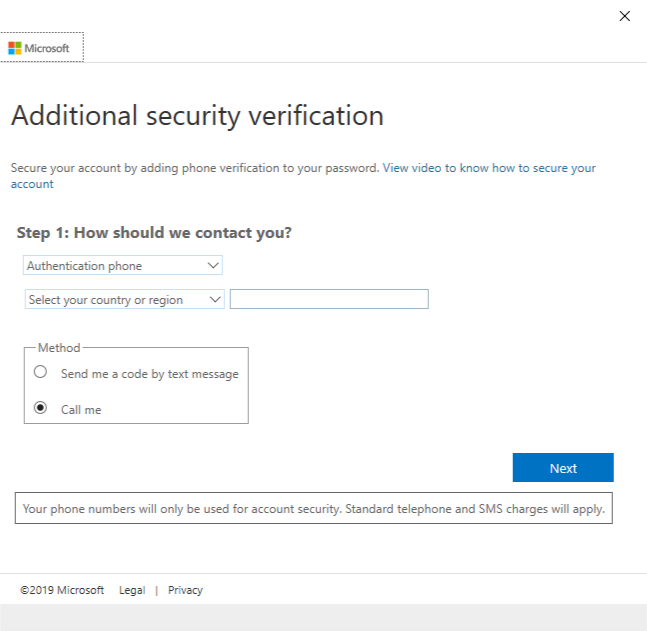 Microsoft
Additional security verification
Secure your account by adding phone verification to your password. View video to know how to secure your
account
Step 1: How should we contact you?
Authentication phone
Select your country or region
Method
Send me a code by text message
Call me
Next
Your phone numbers will only be used for account security. Standard telephone and SMS charges will apply.
©2019 Microsoft Legal | Privacy